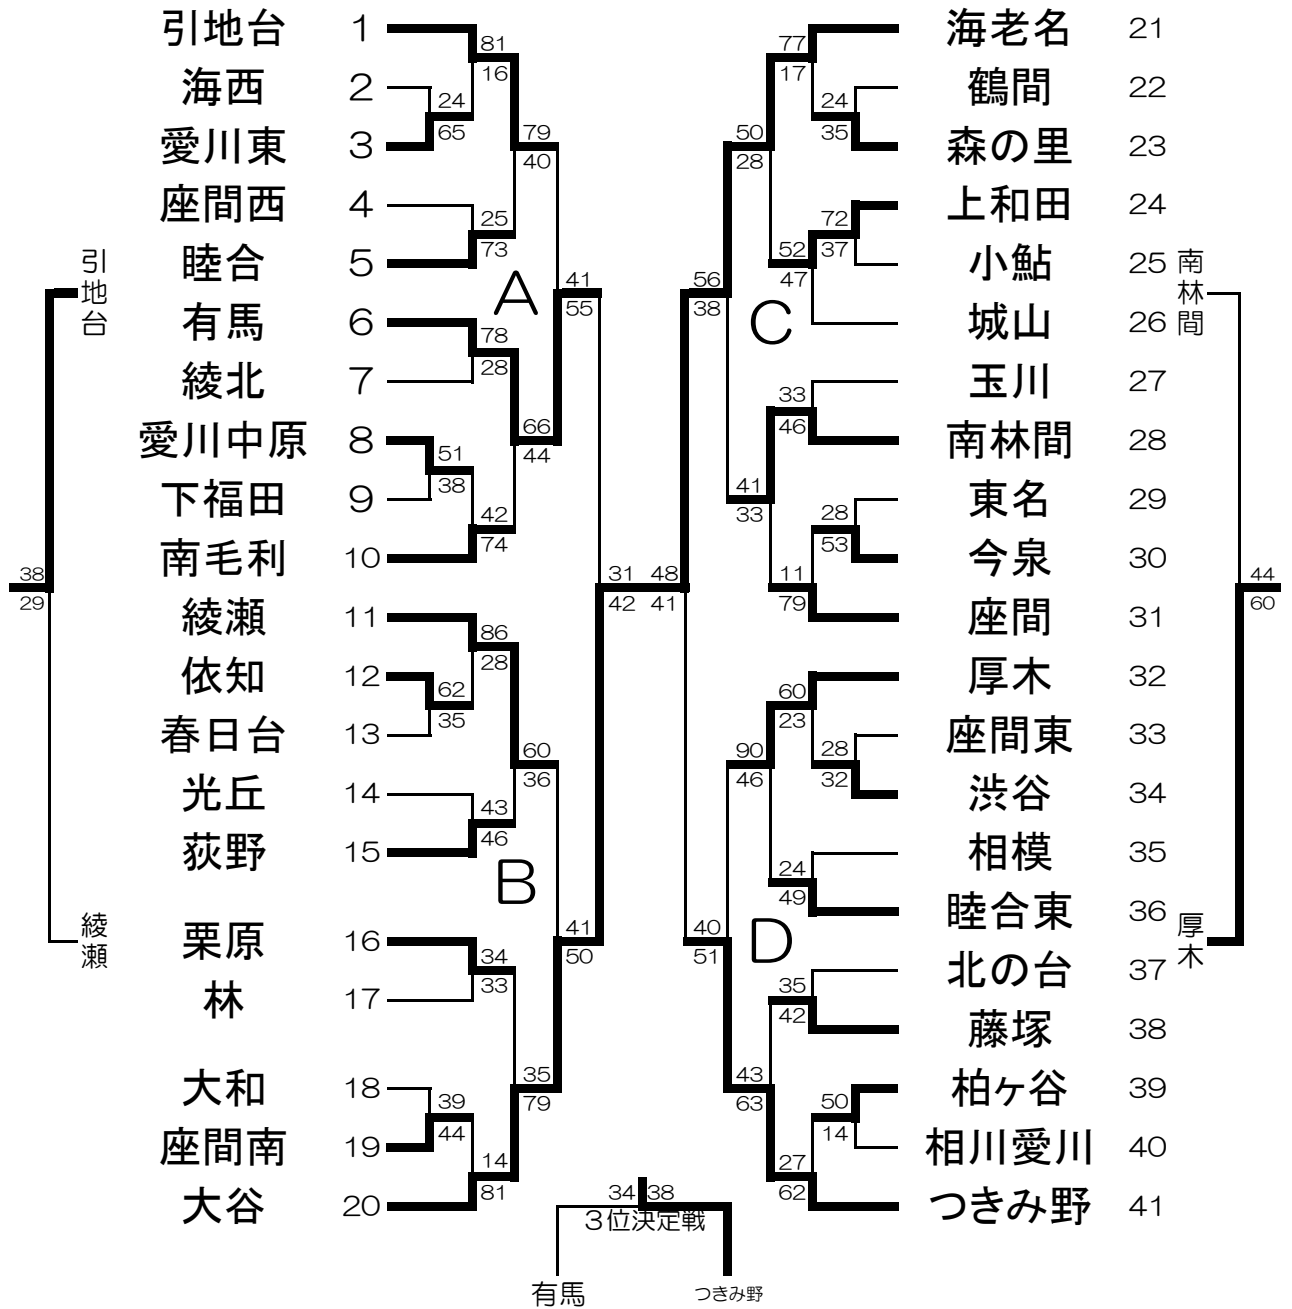 引地台 1
海西 2
愛川東 3
座間西 4
睦合 5
有馬 6
綾北 7
愛川中原 8
下福田 9
南毛利 10
綾瀬 11
依知 12
春日台 13
光丘 14
荻野 15
栗原 16
林 17
大和 18
座間南 19
大谷 20
81
16
24
65
79
40
25
73
A
41
55
78
28
66
44
51
38
42
74
86
28
62
35
60
36
43
46
B
41
50
34
33
35
79
39
44
14
81
引地台
38
29
綾瀬
31 48
42 41
77
17
24
35
50
28
72
37
52
47
56
38
C
33
46
41
33
28
53
11
79
60
23
28
32
90
46
24
49
D
40
51
35
42
43
63
50
14
27
62
海老名 21
鶴間 22
森の里 23
上和田 24
小鮎 25
城山 26
玉川 27
南林間 28
東名 29
今泉 30
座間 31
厚木 32
座間東 33
渋谷 34
相模 35
睦合東 36
北の台 37
藤塚 38
柏ヶ谷 39
相川愛川 40
つきみ野 41
南林間
44
60
厚木
34 38
3位決定戦
有馬 つきみ野